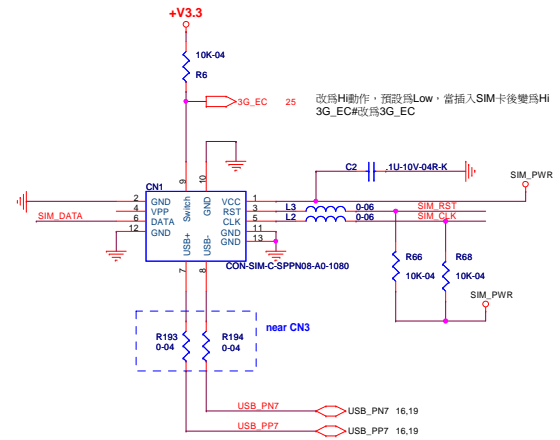 +V3.3
10K-04
R6
3G_EC 25
改爲Hi動作，預設爲Low，當插入SIM卡後變爲Hi
3G_EC#改爲3G_EC
9 10
CN1
Switch GND
C2 .1U-10V-04R-K
SIM_PWR
2 GND VCC 1
4 VPP RST 3 L3 0-06 SIM_RST
SIM_DATA 6 DATA CLK 5 L2 0-06 SIM_CLK
12 GND GND 11
GND 13
USB+ USB-
CON-SIM-C-SPPN08-A0-1080
7 8
R66 R68
10K-04 10K-04
SIM_PWR
near CN3
R193 R194
0-04 0-04
USB_PN7 USB_PN7 16,19
USB_PP7 USB_PP7 16,19